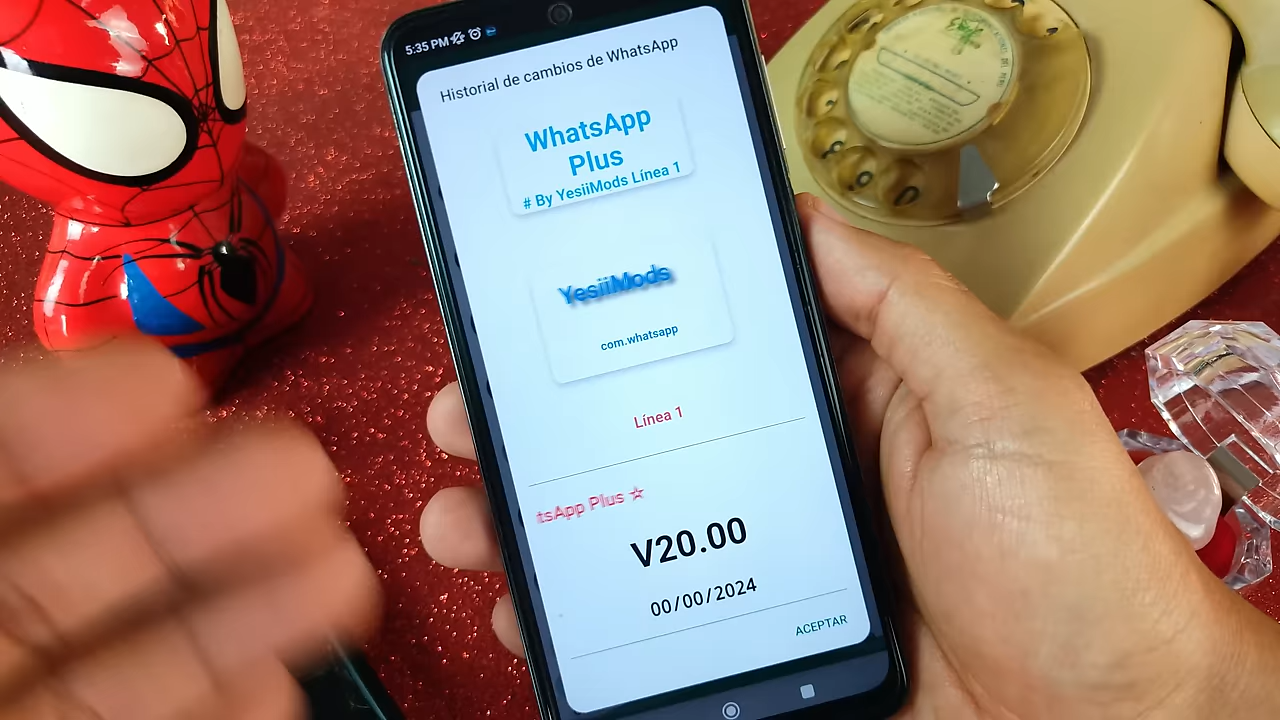 5:35 PM
Historial de cambios de WhatsApp
WhatsApp
Plus
# By YesiiMods Línea 1
YesiiMods
com.whatsapp
Línea 1
tsApp Plus ☆
V20.00
00/00/2024
ACEPTAR